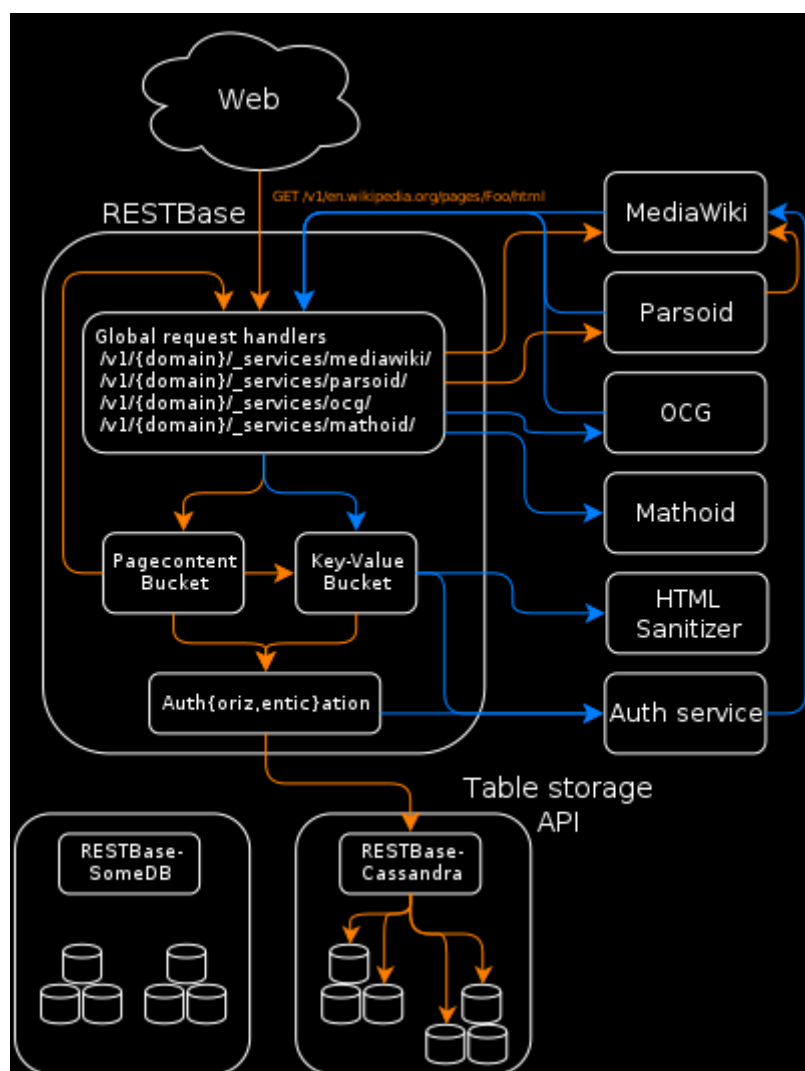 Web
GET /v1/en.wikipedia.org/pages/Foo/html
RESTBase
MediaWiki
Parsoid
OCG
Mathoid
HTML
Sanitizer
Auth service
Global request handlers
/v1/{domain}/_services/mediawiki/
/v1/{domain}/_services/parsoid/
/v1/{domain}/_services/ocg/
/v1/{domain}/_services/mathoid/
Pagecontent
Bucket
Key-Value
Bucket
Auth{oriz,entic}ation
Table storage
API
RESTBase-
SomeDB
RESTBase-
Cassandra